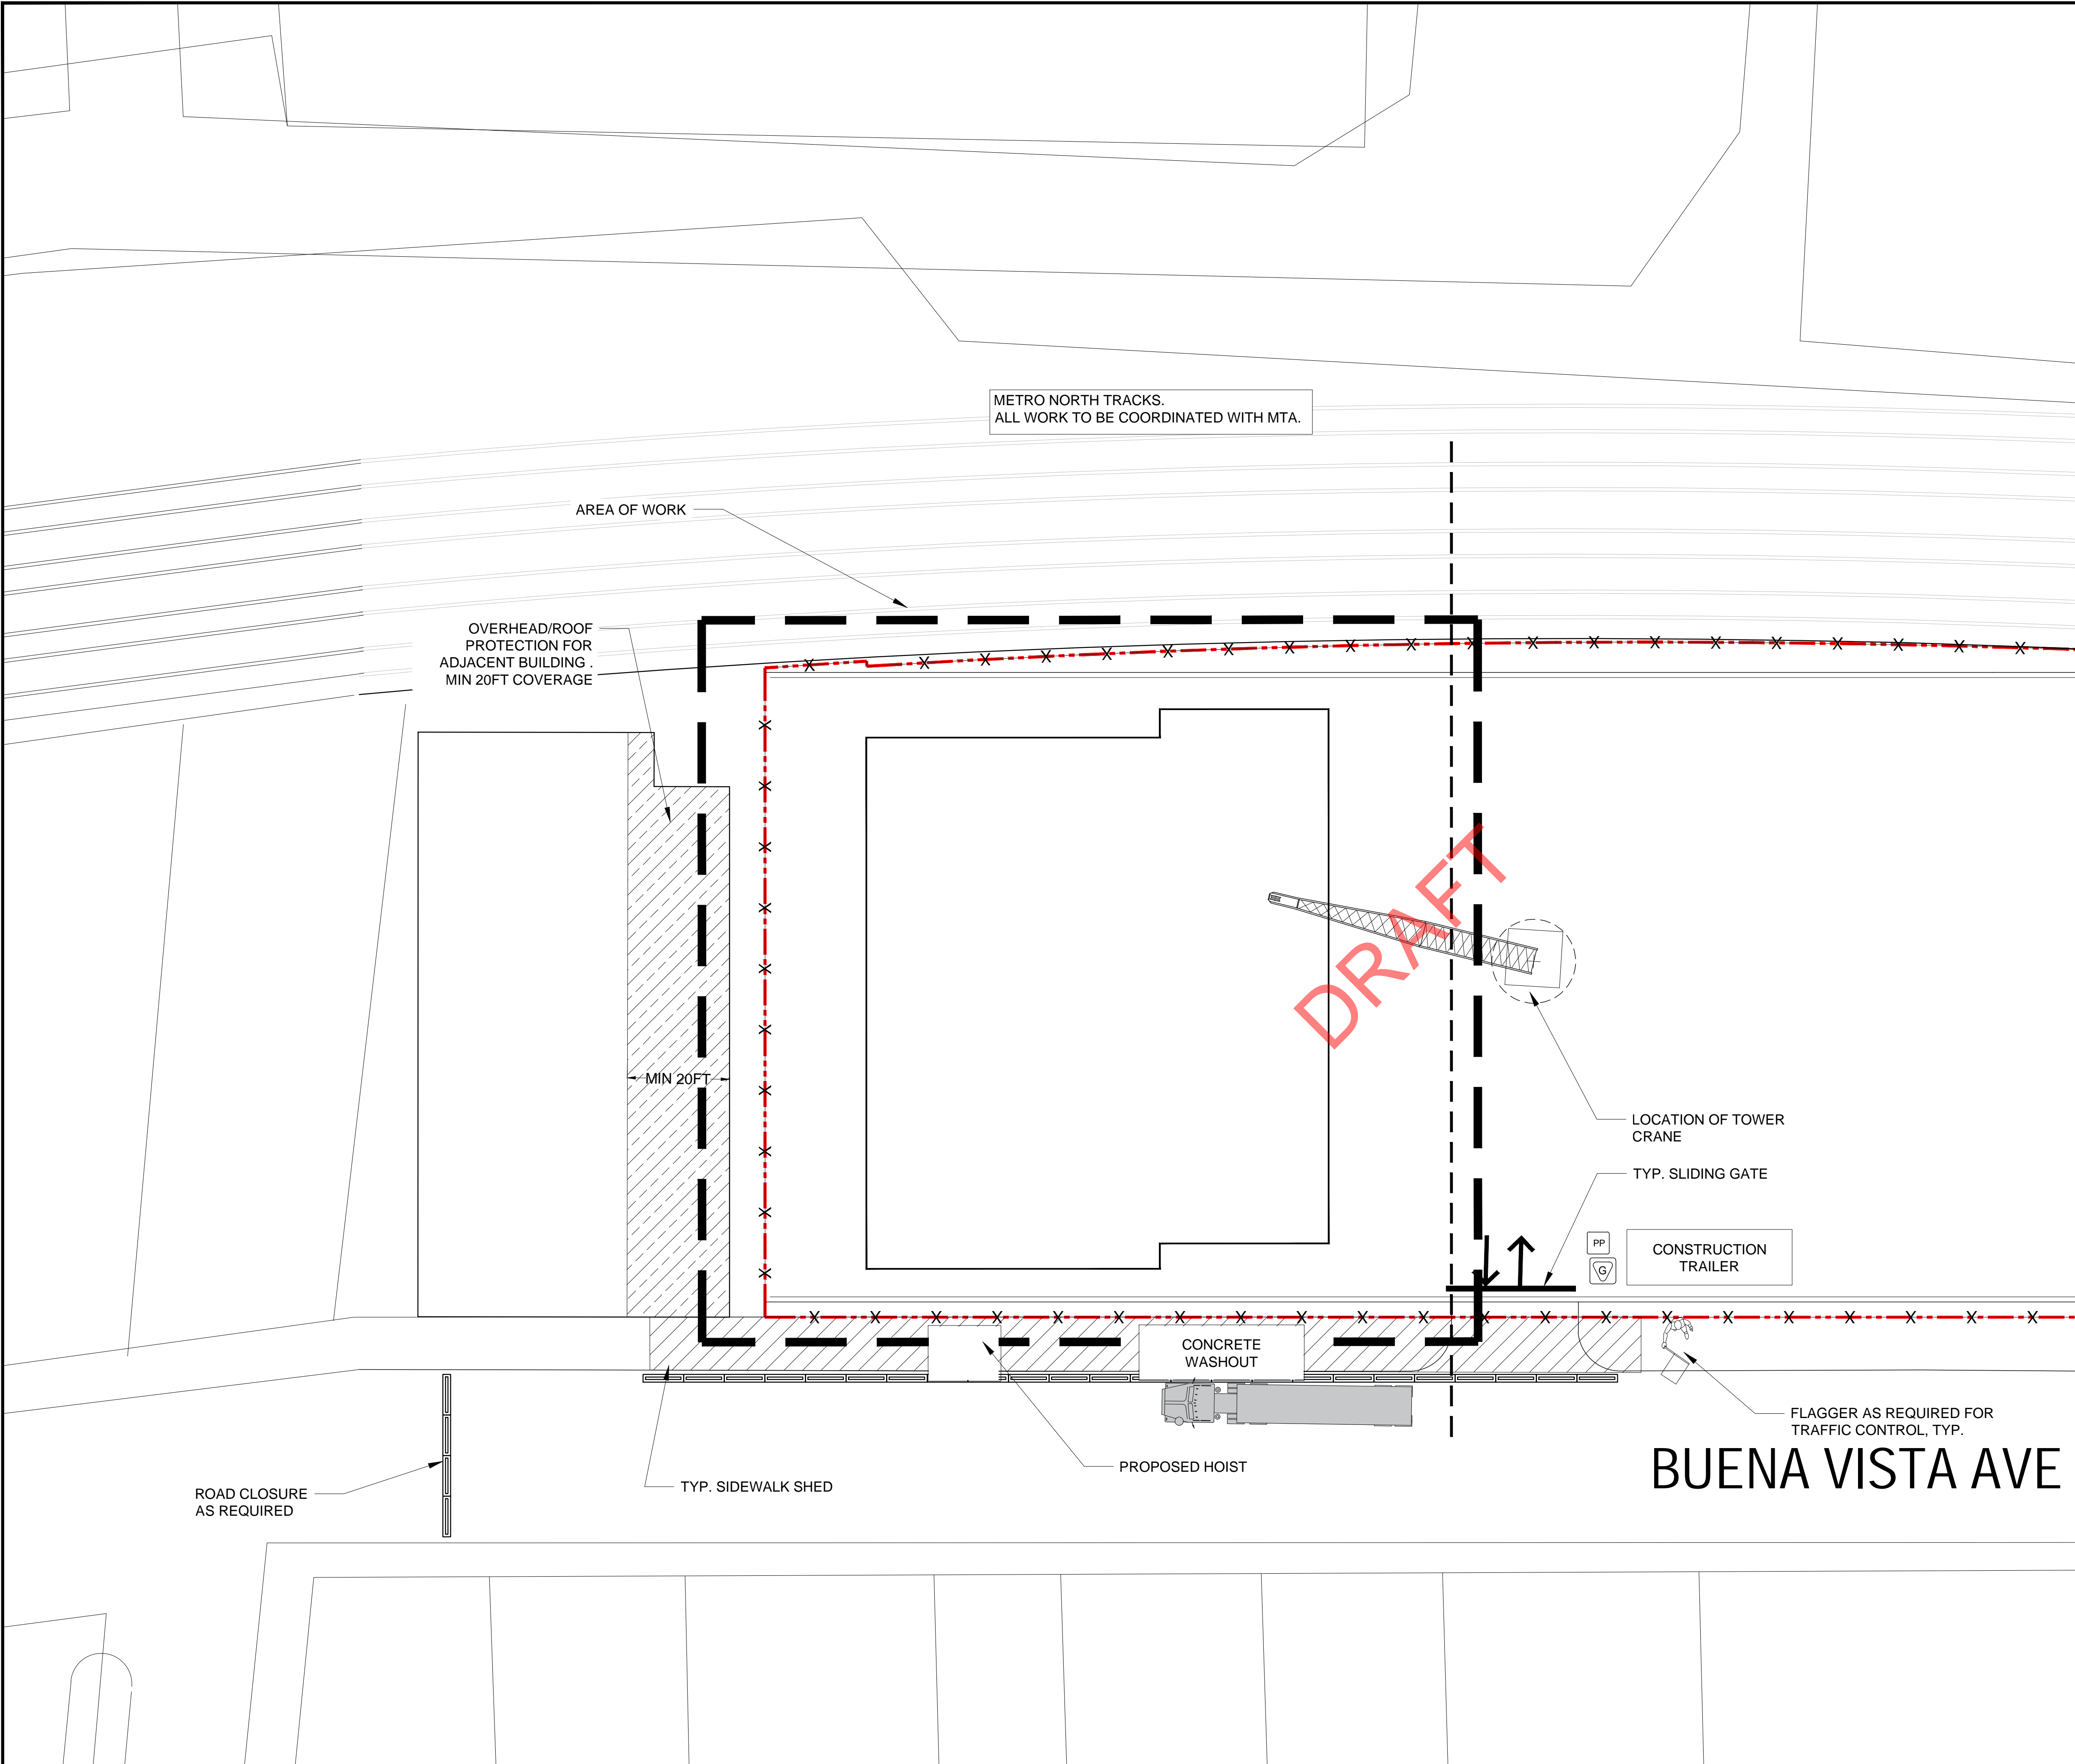 METRO NORTH TRACKS.
ALL WORK TO BE COORDINATED WITH MTA.
AREA OF WORK
OVERHEAD/ROOF
PROTECTION FOR
ADJACENT BUILDING .
MIN 20FT COVERAGE
DRAFT
MIN 20FT
LOCATION OF TOWER
CRANE
TYP. SLIDING GATE
PP
G
CONSTRUCTION
TRAILER
CONCRETE
WASHOUT
FLAGGER AS REQUIRED FOR
TRAFFIC CONTROL, TYP.
BUENA VISTA AVE
PROPOSED HOIST
TYP. SIDEWALK SHED
ROAD CLOSURE
AS REQUIRED